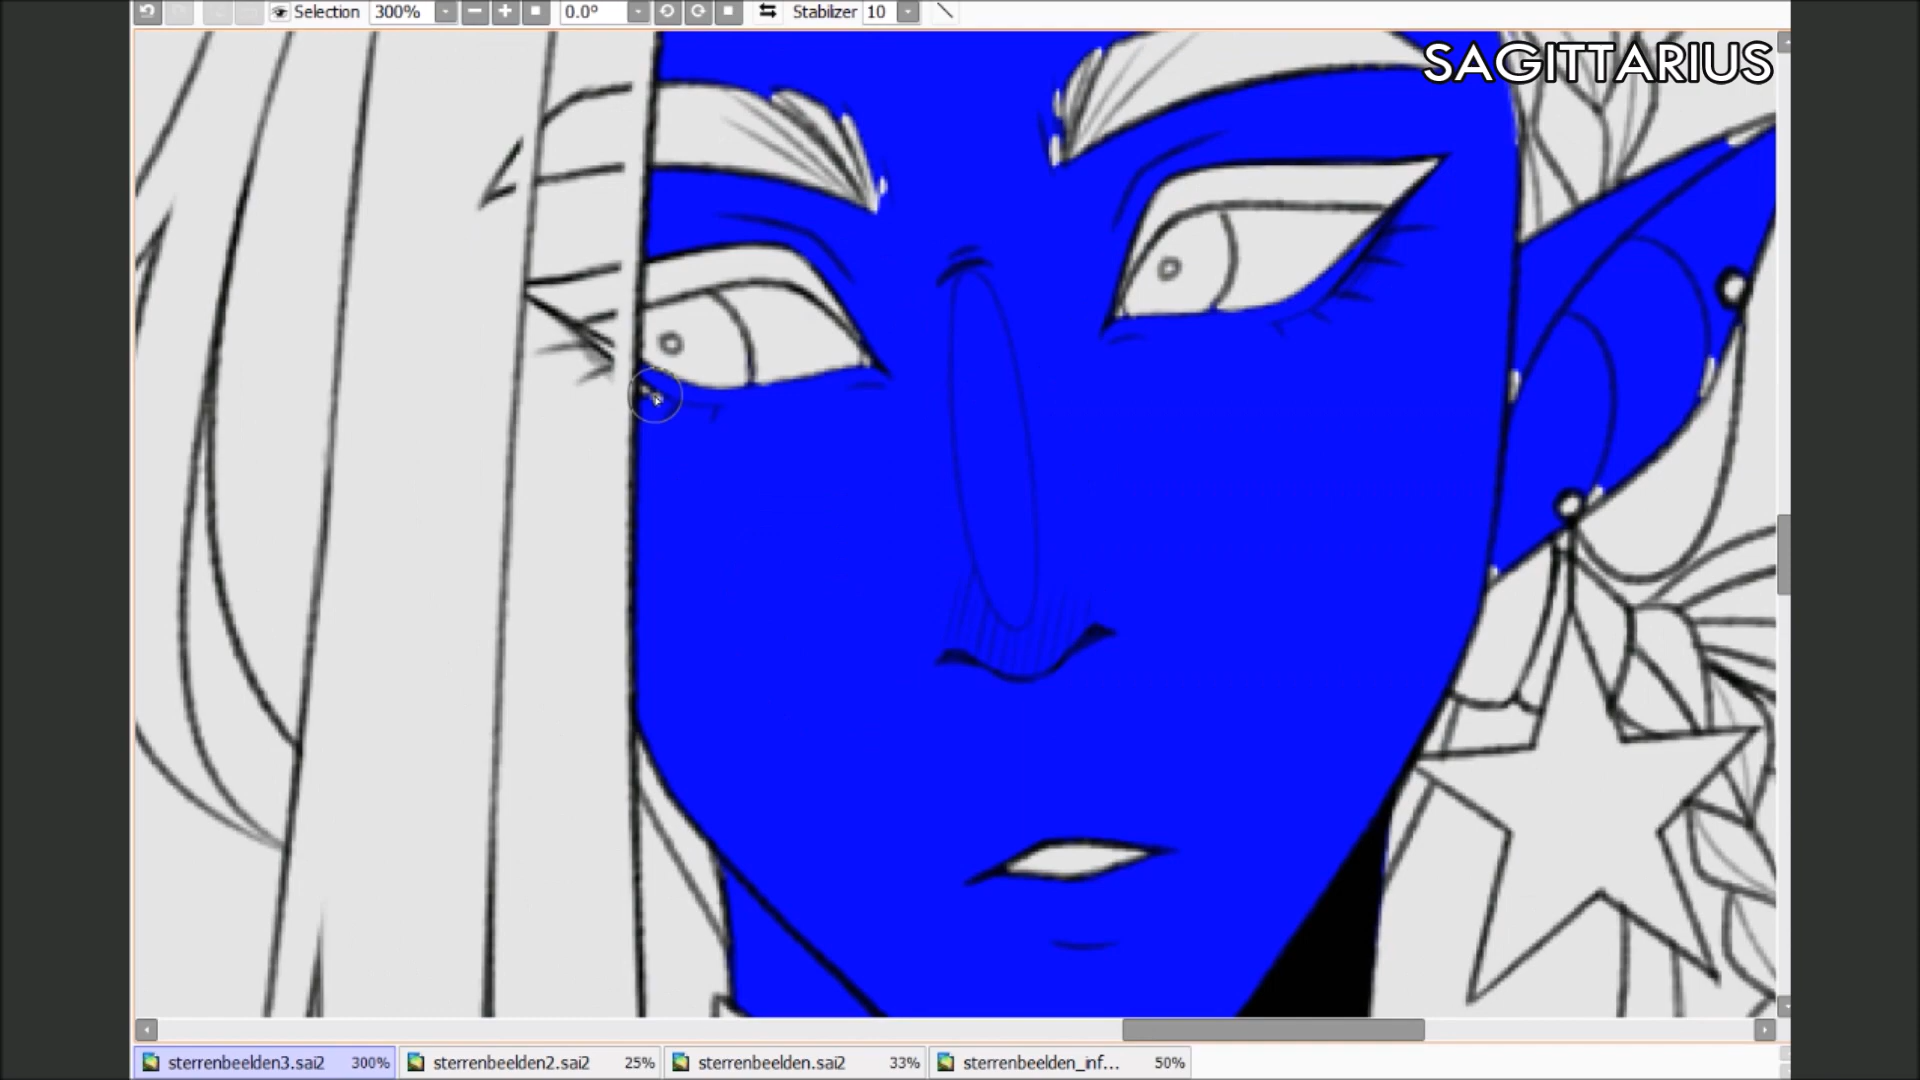 Selection 300% 0.0° Stabilizer 10
SAGITTARIUS
sterrenbeelden3.sai2 300% sterrenbeelden2.sai2 25% sterrenbeelden.sai2 33% sterrenbeelden_inf... 50%